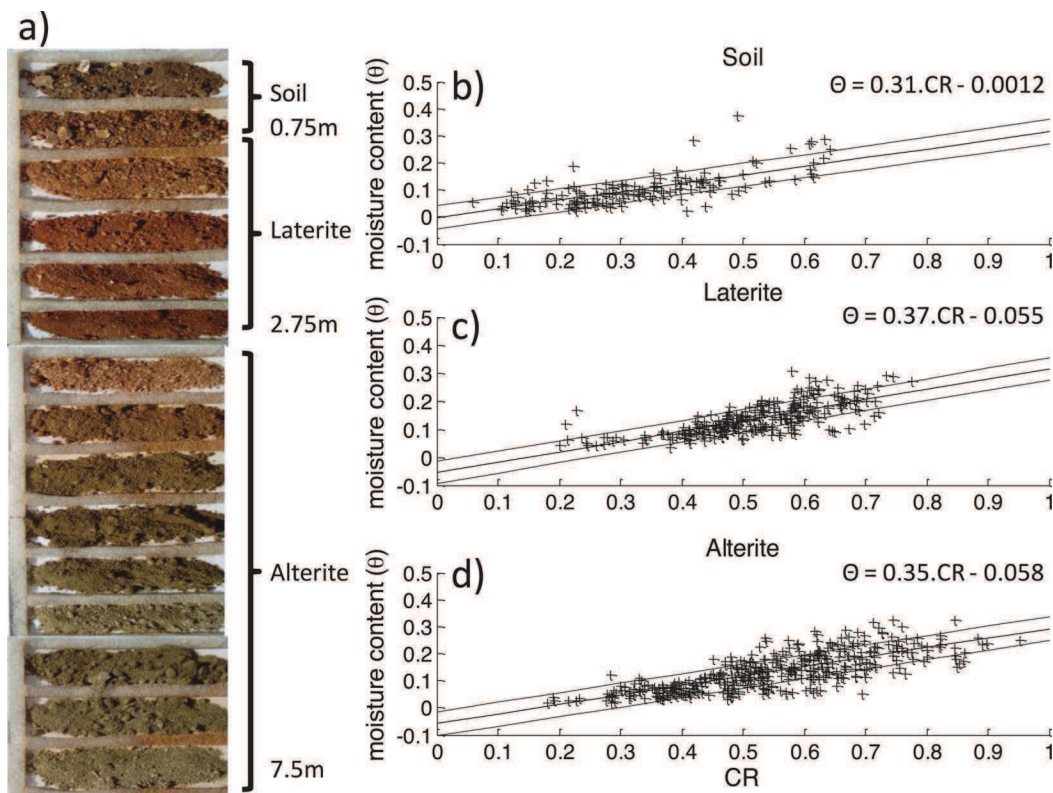 a)
Soil
0.75m
Laterite
2.75m
Alterite
7.5m
Soil
b)
Θ = 0.31.CR - 0.0012
moisture content (θ)
0.5
0.4
0.3
0.2
0.1
0
-0.1
0 0.1 0.2 0.3 0.4 0.5 0.6 0.7 0.8 0.9 1
Laterite
c)
Θ = 0.37.CR - 0.055
moisture content (θ)
0.5
0.4
0.3
0.2
0.1
0
-0.1
0 0.1 0.2 0.3 0.4 0.5 0.6 0.7 0.8 0.9 1
Alterite
d)
Θ = 0.35.CR - 0.058
moisture content (θ)
0.5
0.4
0.3
0.2
0.1
0
-0.1
0 0.1 0.2 0.3 0.4 0.5 0.6 0.7 0.8 0.9 1
CR